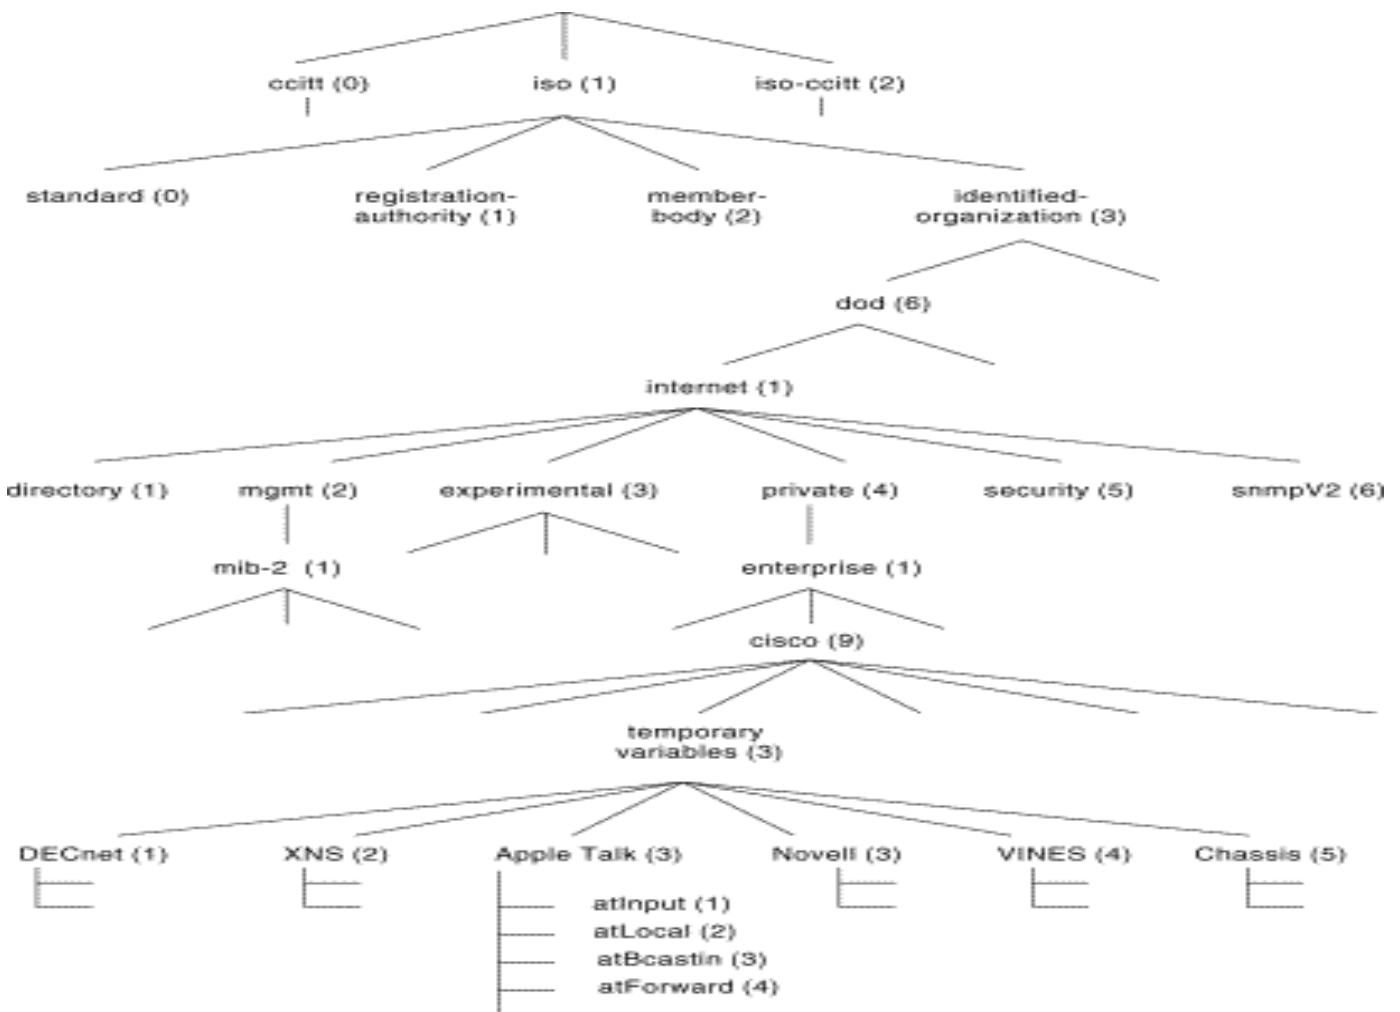 ccitt (0) iso (1) iso-ccitt (2)
standard (0) registration- member- identified-
authority (1) body (2) organization (3)
dod (6)
internet (1)
directory (1) mgmt (2) experimental (3) private (4) security (5) snmpV2 (6)
mib-2 (1) enterprise (1)
cisco (9)
temporary
variables (3)
DECnet (1) XNS (2) Apple Talk (3) Novell (3) VINES (4) Chassis (5)
atInput (1)
atLocal (2)
atBcastin (3)
atForward (4)